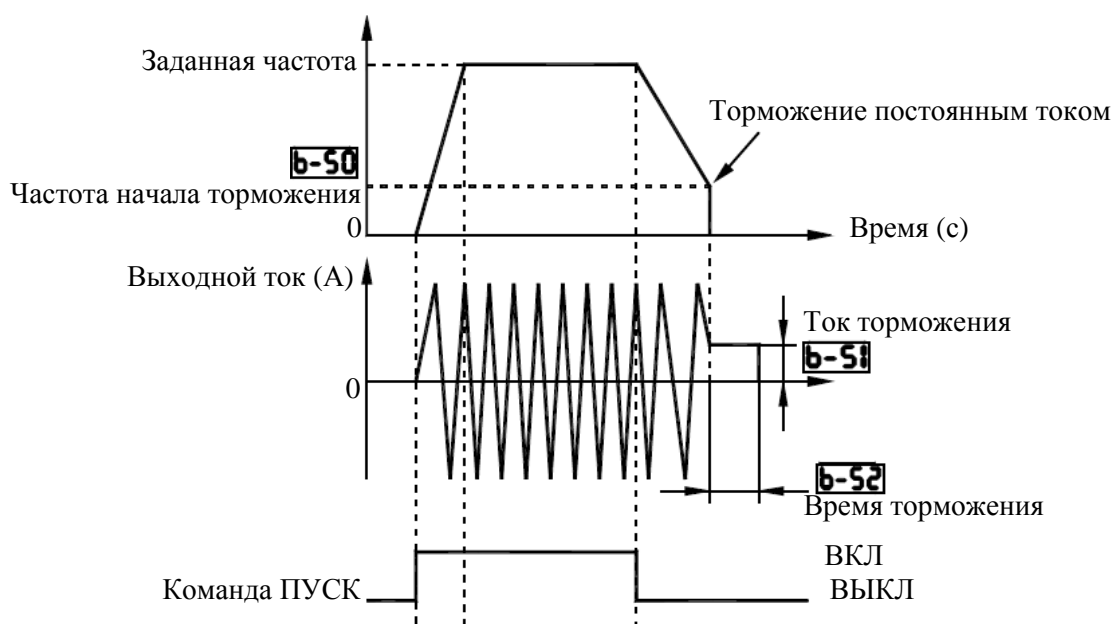 Заданная частота
Торможение постоянным током
b-50
Частота начала торможения
0
Время (с)
Выходной ток (А)
Ток торможения
b-51
0
b-52
Время торможения
ВКЛ
Команда ПУСК
ВЫКЛ